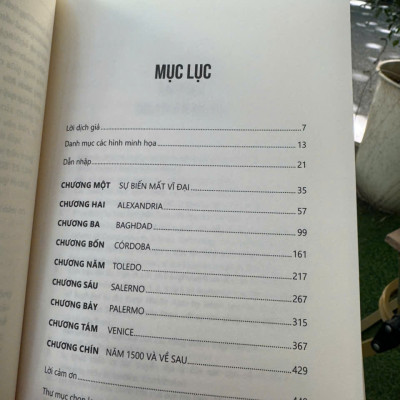 MỤC LỤC
Lời dịch giả 7
Danh mục các hình minh họa 13
Dẫn nhập 21
CHƯƠNG MỘT SỰ BIẾN MẤT VĨ ĐẠI 35
CHƯƠNG HAI ALEXANDRIA 57
CHƯƠNG BA BAGHDAD 99
CHƯƠNG BỐN CÓRDOBA 161
CHƯƠNG NĂM TOLEDO 217
CHƯƠNG SÁU SALERNO 267
CHƯƠNG BẢY PALERMO 315
CHƯƠNG TÁM VENICE 367
CHƯƠNG CHÍN NĂM 1500 VÀ VỀ SAU 429
Lời cảm ơn
Thư mục chọn